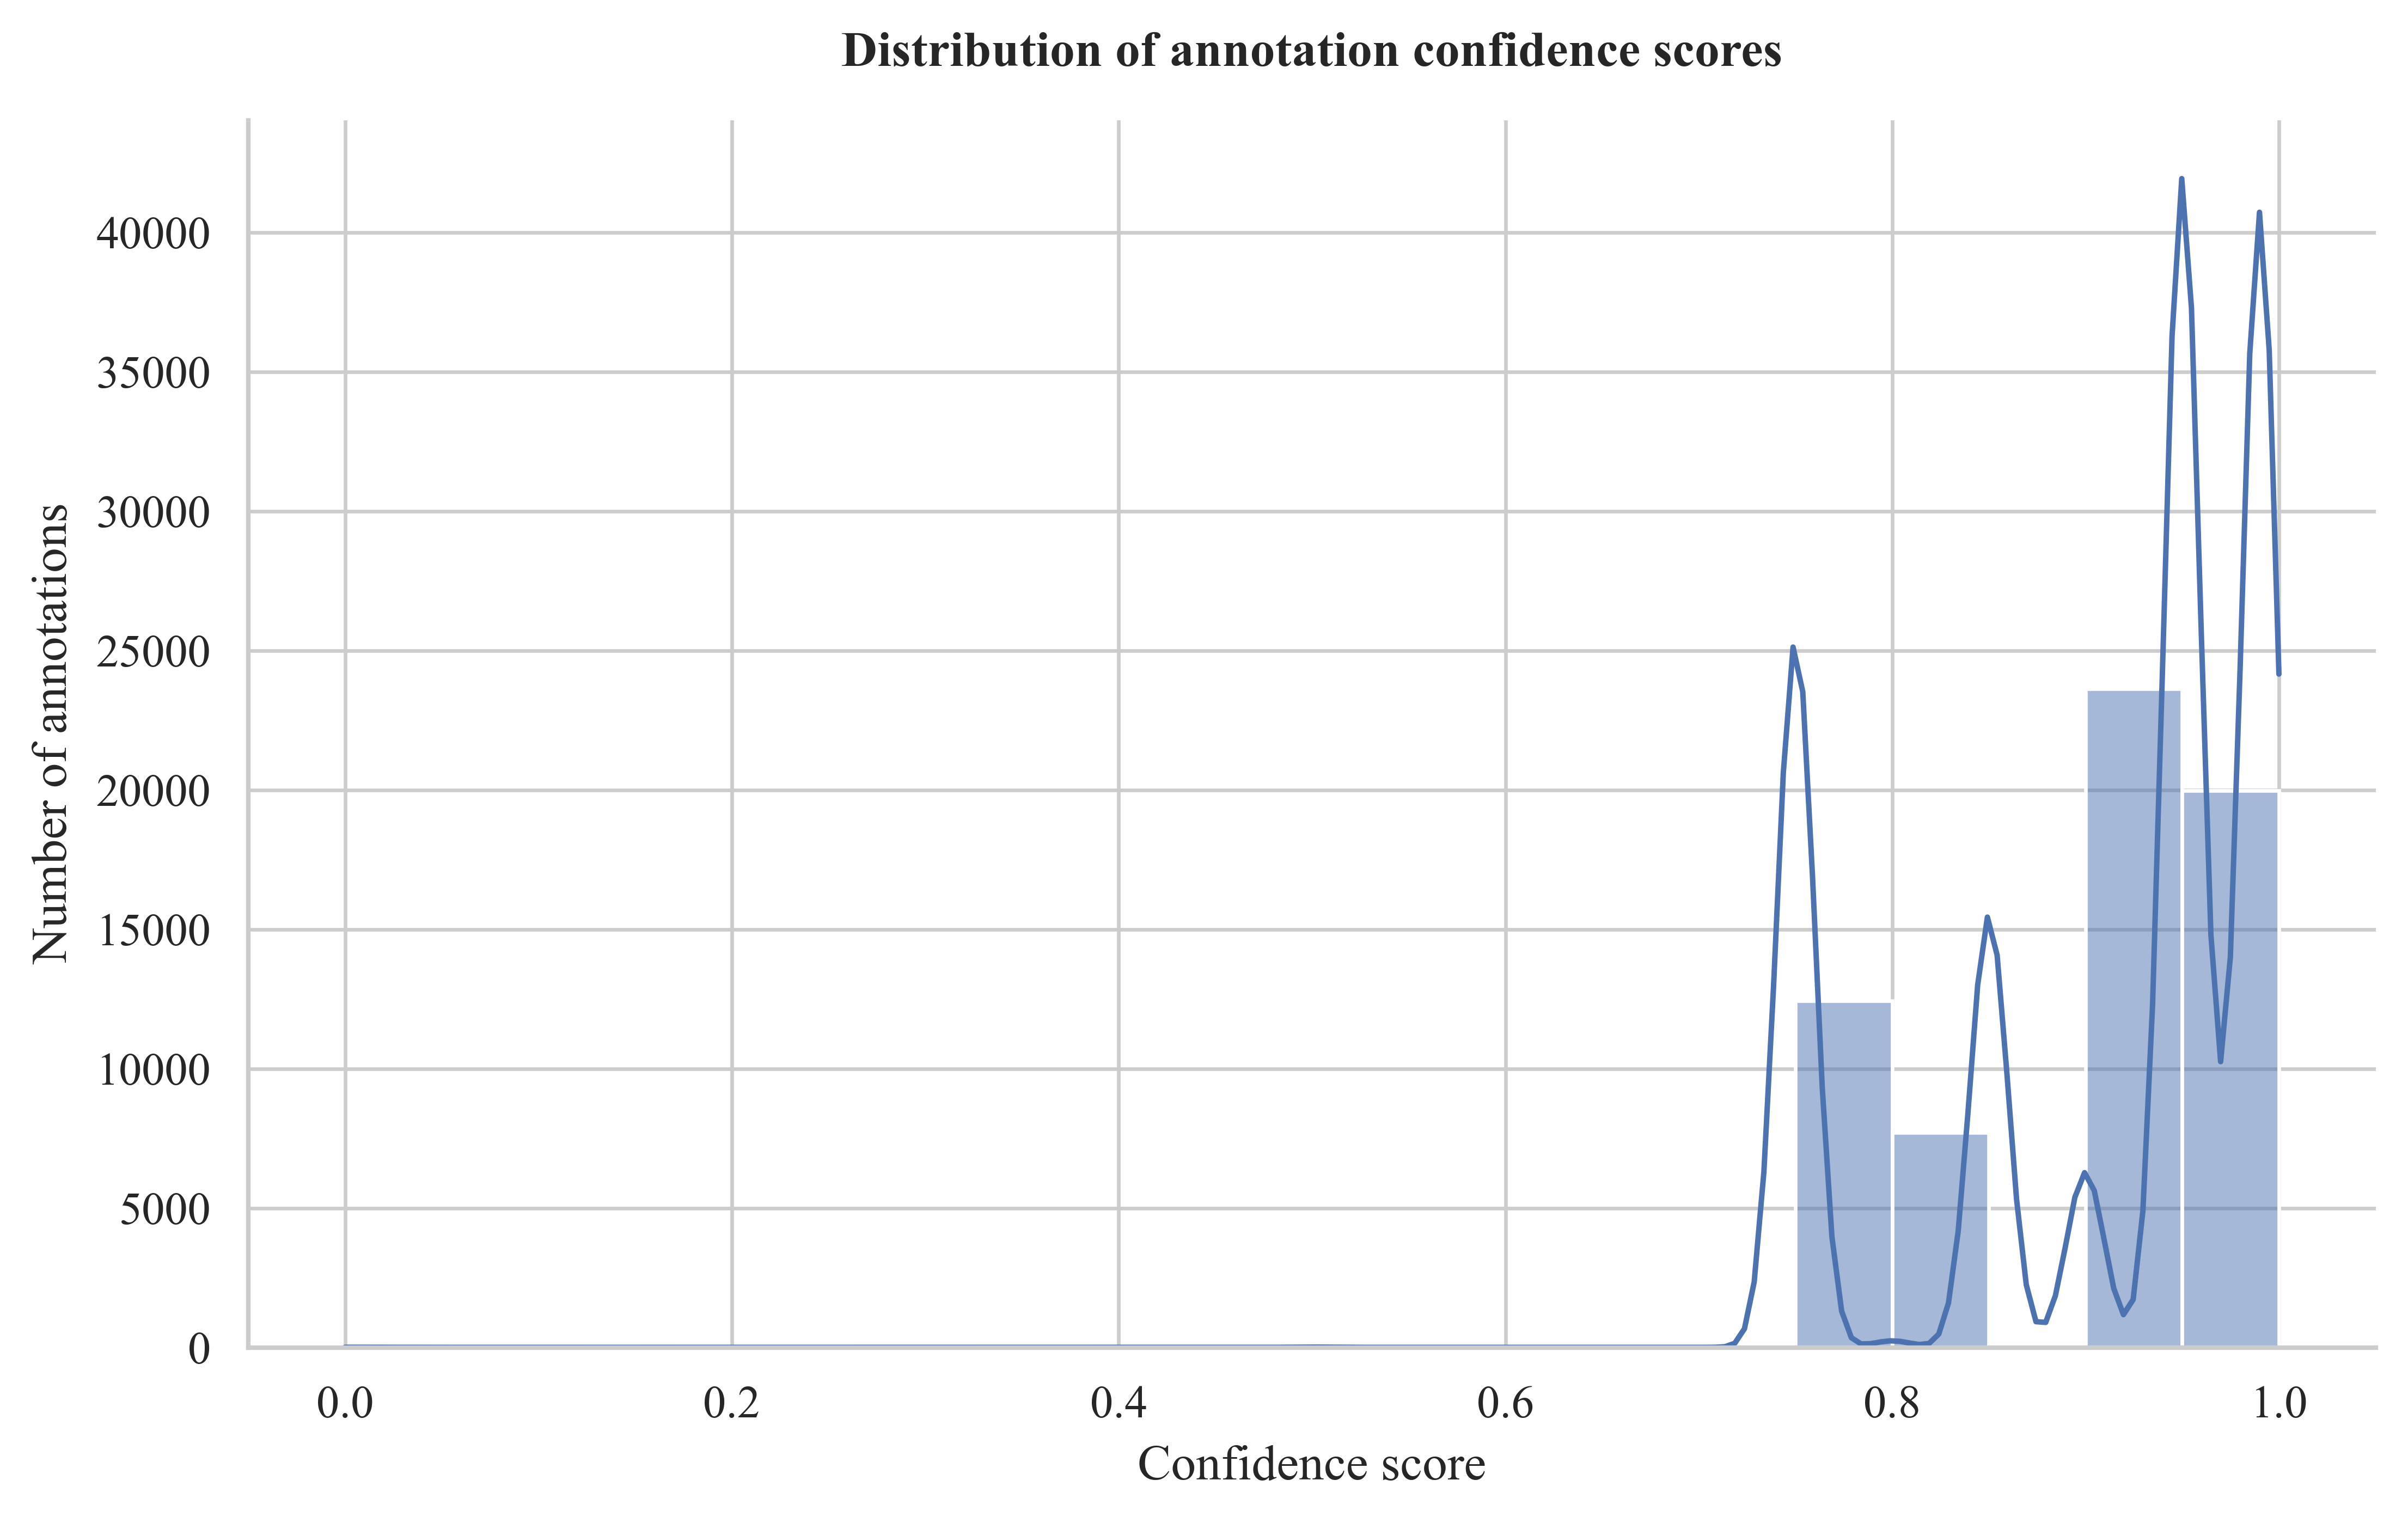 Distribution of annotation confidence scores
Number of annotations
40000
35000
30000
25000
20000
15000
10000
5000
0
0.0 0.2 0.4 0.6 0.8 1.0
Confidence score